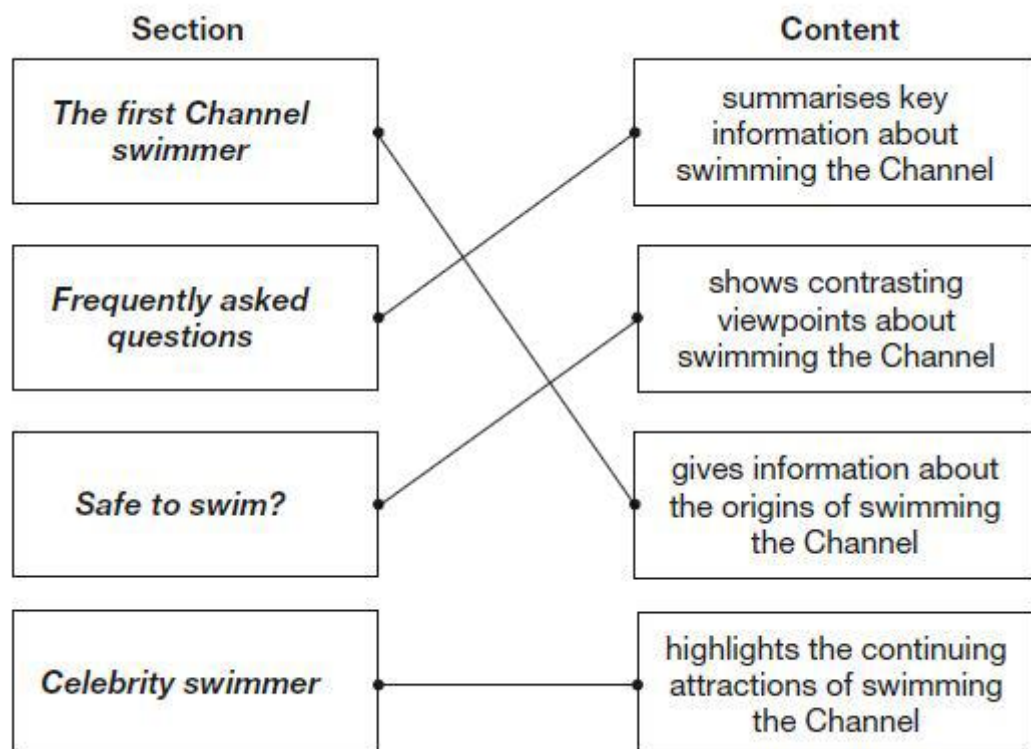 Section
Content
The first Channel
swimmer
summarises key
information about
swimming the Channel
Frequently asked
questions
shows contrasting
viewpoints about
swimming the Channel
Safe to swim?
gives information about
the origins of swimming
the Channel
Celebrity swimmer
highlights the continuing
attractions of swimming
the Channel